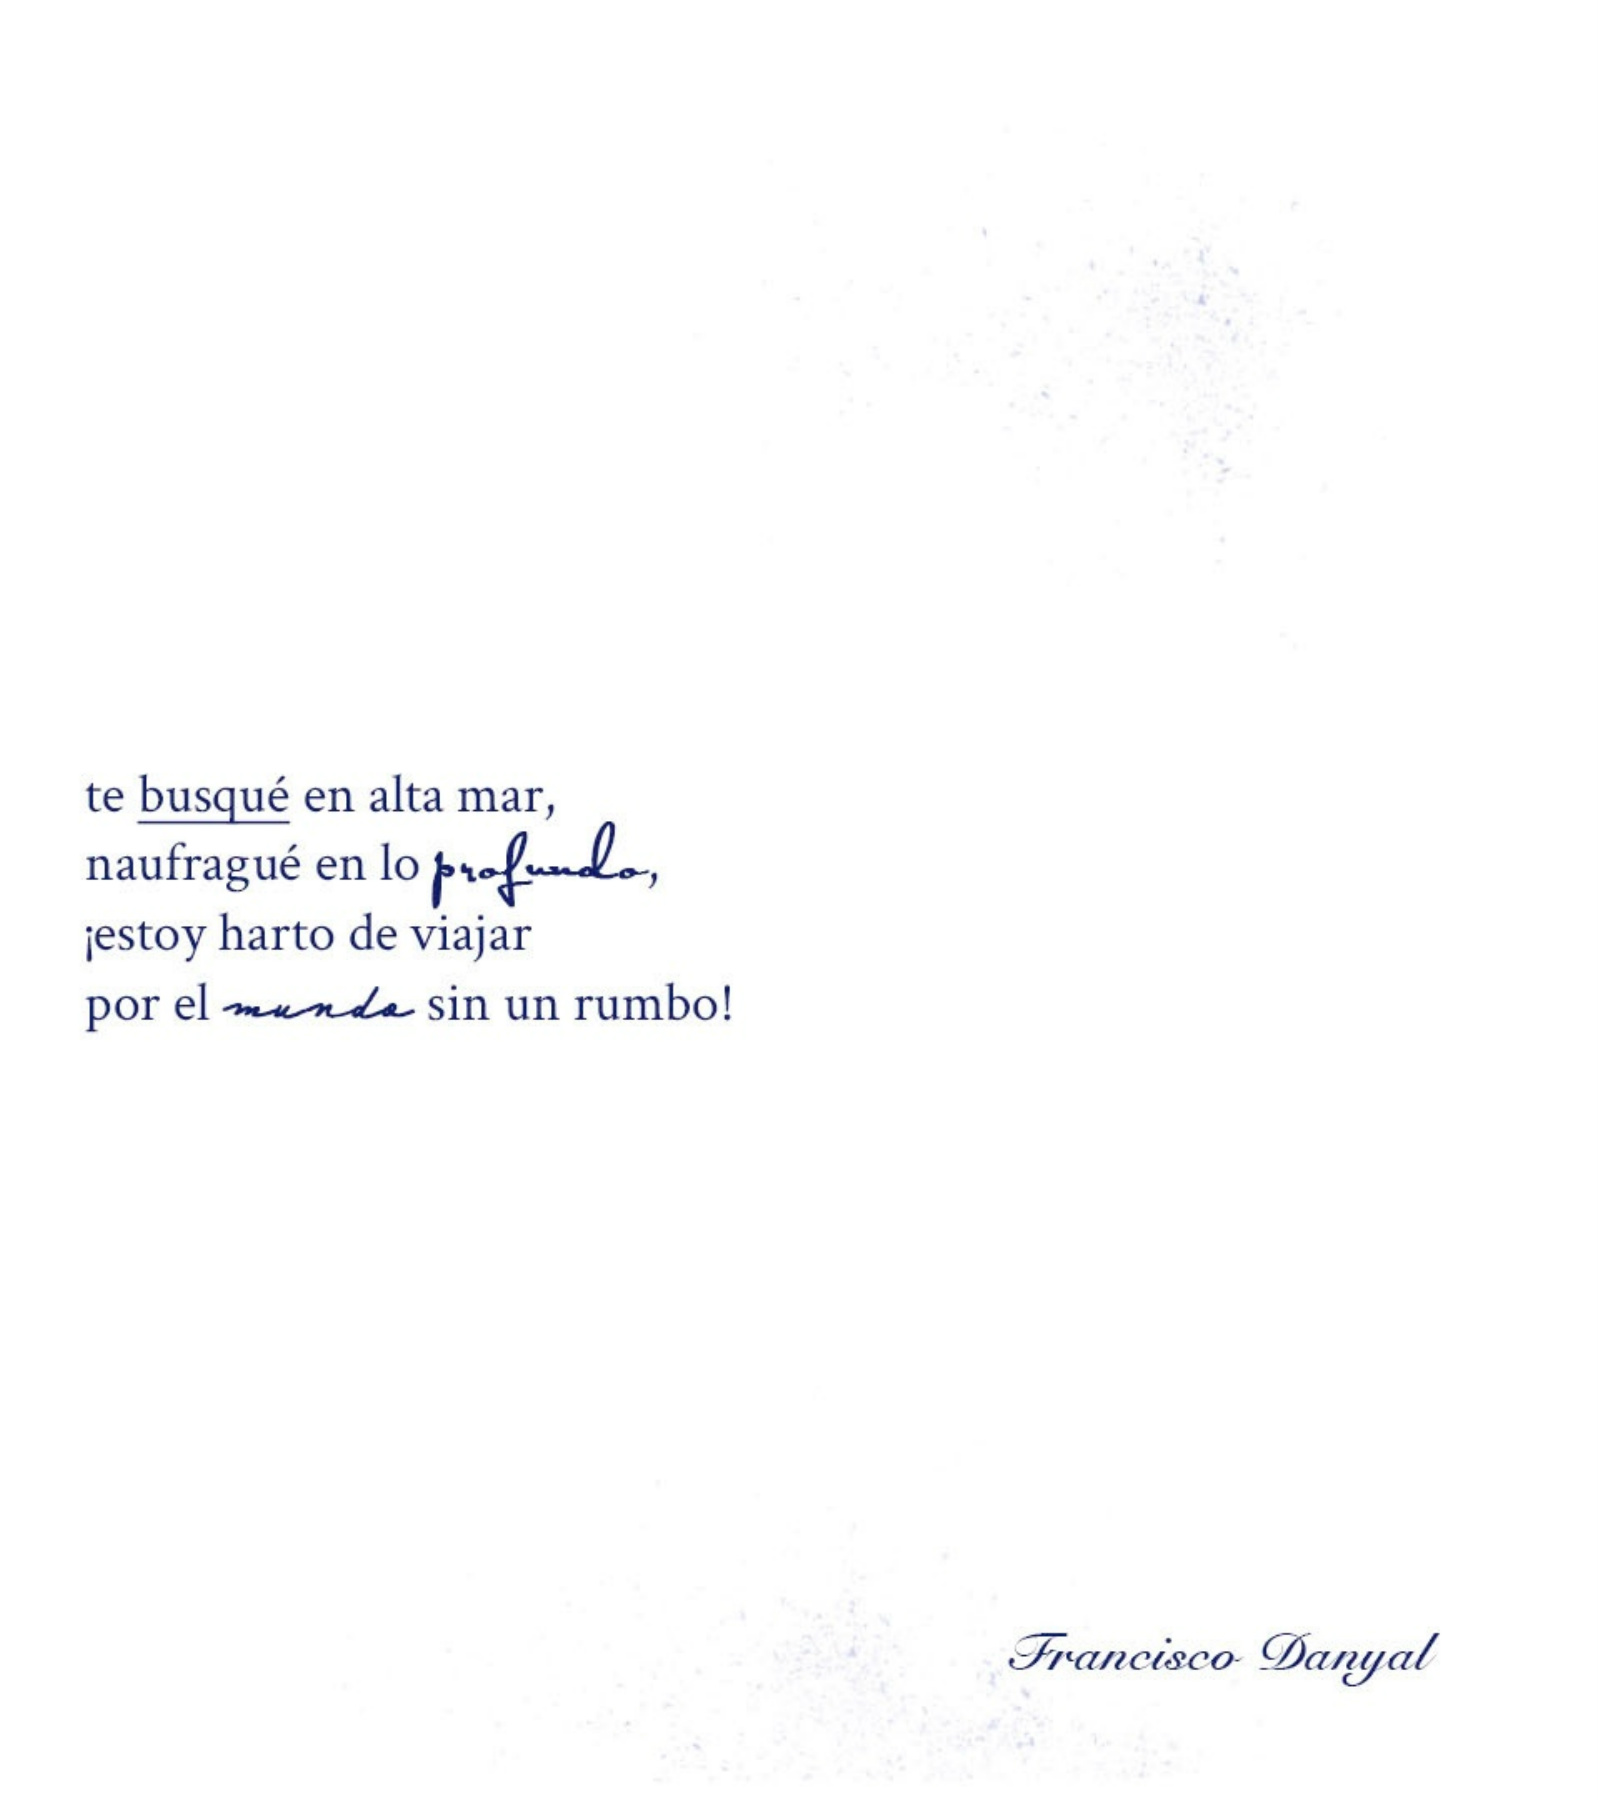 te busqué en alta mar,
naufragué en lo profundo,
¡estoy harto de viajar
por el mundo sin un rumbo!
Francisco Danyal